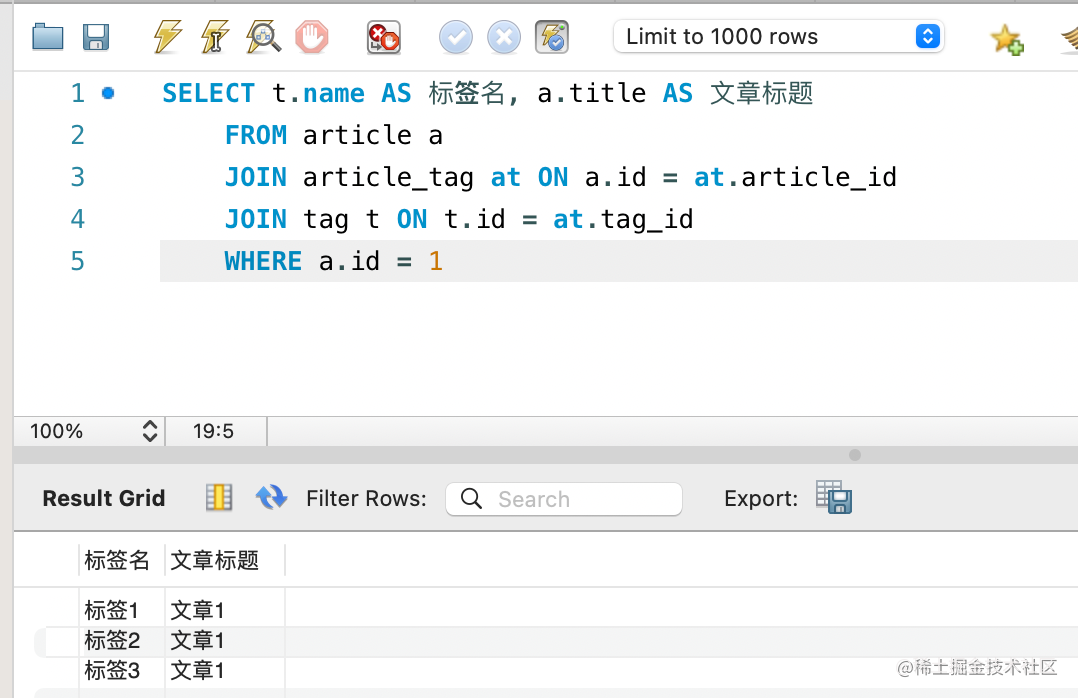 Limit to 1000 rows
1 SELECT t.name AS 标签名, a.title AS 文章标题
2 FROM article a
3 JOIN article_tag at ON a.id = at.article_id
4 JOIN tag t ON t.id = at.tag_id
5 WHERE a.id = 1
100% 19:5
Result Grid Filter Rows: Search Export:
标签名 文章标题
标签1 文章1
标签2 文章1
标签3 文章1
@稀土掘金技术社区